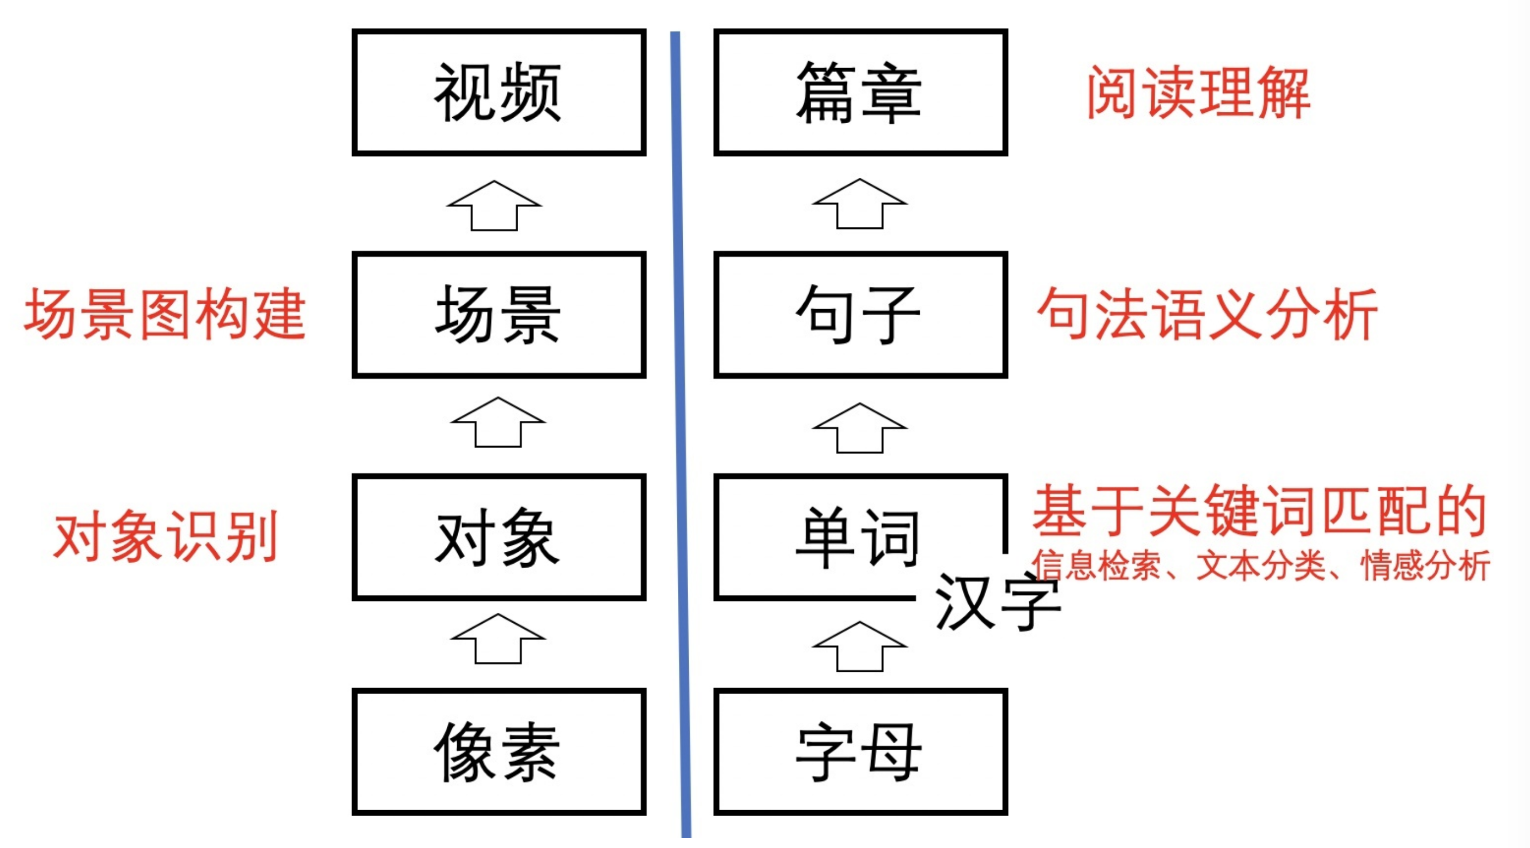 视频
篇章
阅读理解
场景图构建
场景
句子
句法语义分析
对象识别
对象
单词
基于关键词匹配的
信息检索、文本分类、情感分析
汉字
像素
字母